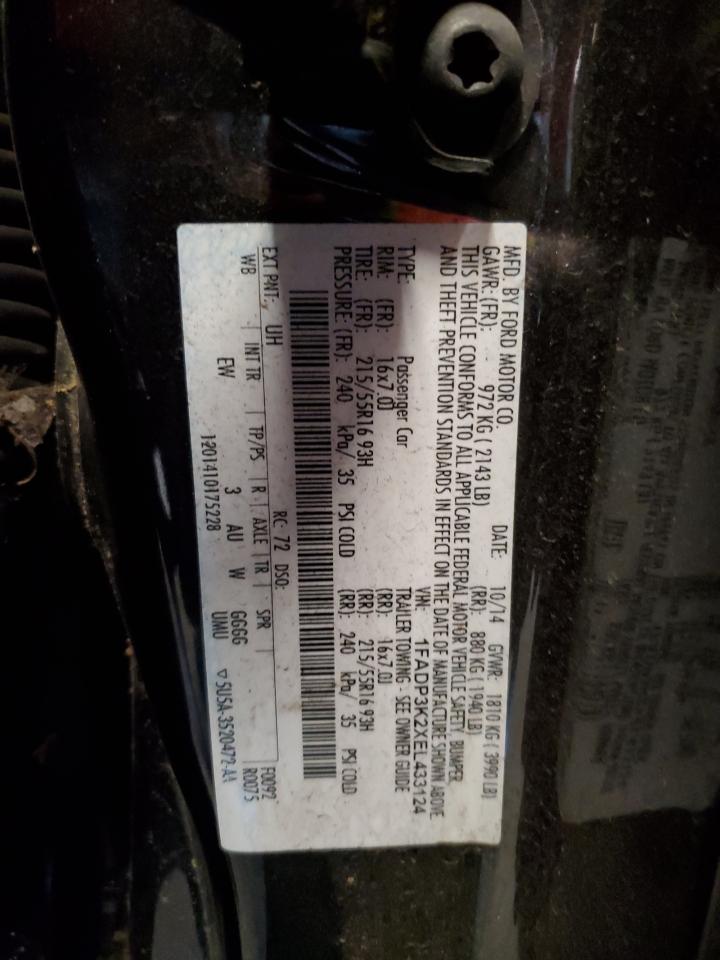 MFD. BY FORD MOTOR CO.
DATE: 10/14 GVWR: 1810 KG ( 3990 LB)
GAWR: (FR): 972 KG ( 2143 LB) (RR): 880 KG ( 1940 LB)
THIS VEHICLE CONFORMS TO ALL APPLICABLE FEDERAL MOTOR VEHICLE SAFETY, BUMPER,
AND THEFT PREVENTION STANDARDS IN EFFECT ON THE DATE OF MANUFACTURE SHOWN ABOVE
VIN: 1FADP3K2XEL433124
TYPE: Passenger Car TRAILER TOWING - SEE OWNER GUIDE
RIM: (FR): 16x7.0J (RR): 16x7.0J
TIRE: (FR): 215/55R16 93H (RR): 215/55R16 93H
PRESSURE: (FR): 240 kPa/ 35 PSI COLD (RR): 240 kPa/ 35 PSI COLD
EXT PNT: UH RC: 72 DSO: F0092
WB | INT TR | TP/PS | R | AXLE | TR | SPR | R0075
EW 3 AU W GGGG
UMU
1201410175228 ▽5U5A-3520472-AA